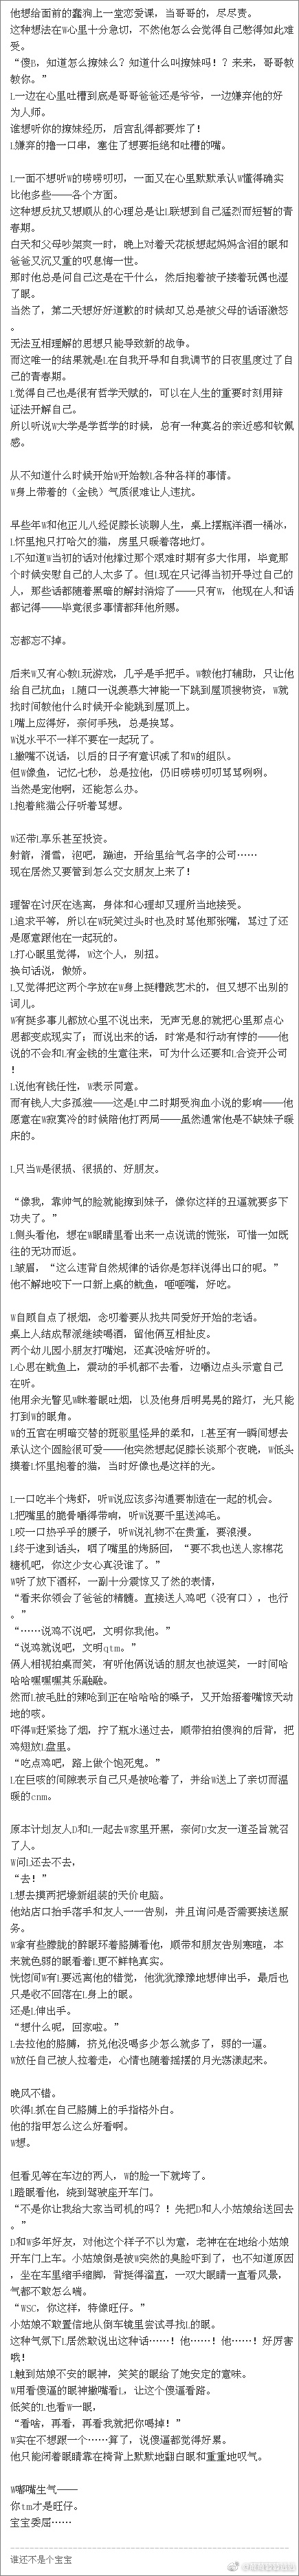 他想给面前的蠢狗上一堂恋爱课，当哥哥的，尽尽责。
这种想法在W心里十分急切，不然他怎么会觉得自己憋得如此难
受。
“傻B，知道怎么撩妹么？知道什么叫撩妹吗！？来来，哥哥教
教你。”
L一边在心里吐槽到底是哥哥爸爸还是爷爷，一边嫌弃他的好
为人师。
谁想听你的撩妹经历，后宫乱得都要炸了！
L嫌弃的撸一口串，塞住了想要拒绝和吐槽的嘴。

L一面不想听W的唠唠叨叨，一面又在心里默默承认W懂得确实
比他多些——各个方面。
这种想反抗又想顺从的心理总是让L联想到自己猛烈而短暂的青
春期。
白天和父母吵架爽一时，晚上对着天花板想起妈妈含泪的眼和
爸爸又沉又重的叹息悔一世。
那时他总是问自己这是在干什么，然后抱着被子搂着玩偶也湿
了眼。
当然了，第二天想好好道歉的时候却又总是被父母的话语激怒
。
无法互相理解的思想只能导致新的战争。
而这唯一的结果就是L在自我开导和自我调节的日夜里度过了自
己的青春期。
L觉得自己也是很有哲学天赋的，可以在人生的重要时刻用辩
证法开解自己。
所以听说W大学是学哲学的时候，总有一种莫名的亲近感和钦佩
感。

从不知道什么时候开始W开始教L各种各样的事情。
W身上带着的（金钱）气质很难让人违抗。

早些年W和他正儿八经促膝长谈聊人生，桌上摆瓶洋酒一桶冰，
L怀里抱只打哈欠的猫，房里只暖着落地灯。
L不知道W当初的话对他撑过那个艰难时期有多大作用，毕竟那
个时候安慰自己的人太多了。但L现在只记得当初开导过自己的
人，那些话都随着黑暗的解封消熔了——只有W，他现在人和话
都记得——毕竟很多事情都拜他所赐。

忘都忘不掉。

后来W又有心教L玩游戏，几乎是手把手。W教他打辅助，只让他
给自己抗血；L随口一说羡慕大神能一下跳到屋顶搜物资，W就
找时间教他什么时候开伞能跳到屋顶上。
L嘴上应得好，奈何手残，总是挨骂。
W说水平不一样不要在一起玩了。
L撇嘴不说话，以后的日子有意识减了和W的组队。
但W像鱼，记忆七秒，总是拉他，仍旧唠唠叨叨骂骂咧咧。
当然是宠他啊，还能怎么办。
L抱着熊猫公仔听着骂想。

W还带L享乐甚至投资。
射箭，滑雪，砲吧，蹦迪，开给里给气名字的公司……
现在居然又要管到怎么交女朋友上来了！

理智在讨厌在逃离，身体和心理却又理所当地接受。
L追求平等，所以在W玩笑过头时也及时骂他那张嘴，骂过了还
是愿意跟他在一起玩的。
L打心眼里觉得，W这个人，别扭。
换句话说，傲娇。
L又觉得把这两个字放在W身上挺糟践艺术的，但又想不出别的
词儿。
W有挺多事儿都放心里不说出来，无声无息的就把心里那点心
思都变成现实了；而说出来的话，时常是和行动有悖的——他
说的不会和L有金钱的生意往来，可为什么还要和L合资开公司
！
L说他有钱任性，W表示同意。
而有钱人大多孤独——这是L中二时期受狗血小说的影响——他
愿意在W寂寞冷的时候陪他打两局——虽然通常他是不缺妹子暖
床的。

L只当W是很损、很损的、好朋友。

“像我，靠帅气的脸就能撩到妹子，像你这样的丑逼就要多下
功夫了。”
L侧头看他，想在W眼睛里看出来一点说谎的慌张，可惜一如既
往的无功而返。
L皱眉，“这么违背自然规律的话你是怎样说得出口的呢。”
他不解地咬下一口新上桌的鱿鱼，咂咂嘴，好吃。

W自顾自点了根烟，念叨着要从找共同爱好开始的老话。
桌上人结成帮派继续喝酒，留他俩互相扯皮。
两个幼儿园小朋友打嘴炮，还真没啥好听的。
L心思在鱿鱼上，震动的手机都不去看，边嚼边点头示意自己
在听。
他用余光瞥见W眯着眼吐烟，以及他身后明晃晃的路灯，光只能
打到W的眼角。
W的五官在明暗交替的斑驳里怪异的柔和，L甚至有一瞬间想去
承认这个圆脸很可爱——他突然想起促膝长谈那个夜晚，W低头
摸着L怀里抱着的猫，当时好像也是这样的光。

L一口吃半个烤虾，听W说应该多沟通要制造在一起的机会。
L把嘴里的脆骨嚼得带响，听W说要千里送鸿毛。
L咬一口热乎乎的腰子，听W说礼物不在贵重，要浪漫。
L终于逮到话头，咽了嘴里的烤肠回，“要不我也送人家棉花
糖机吧，你这少女心真没谁了。”
W听了放下酒杯，一副十分震惊又了然的表情，
“看来你领会了爸爸的精髓。直接送人鸡吧（没有口），也行
。”
“……说鸡不说吧，文明你我他。”
“说鸡就说吧，文明qtm。”
俩人相视拍桌而笑，有听他俩说话的朋友也被逗笑，一时间哈
哈哈嘿嘿嘿其乐融融。
然而L被毛肚的辣呛到正在哈哈哈的嗓子，又开始捂着嘴惊天动
地的咳。
吓得W赶紧捻了烟，拧了瓶水递过去，顺带拍拍傻狗的后背，把
鸡翅放L盘里。
“吃点鸡吧，路上做个饱死鬼。”
L在巨咳的间隙表示自己只是被呛着了，并给W送上了亲切而温
暖的cnm。

原本计划友人D和L一起去W家里开黑，奈何D女友一道圣旨就召
了人。
W问L还去不去，
“去！”
L想去摸两把壕新组装的天价电脑。
他站店口抬手落手和友人一一告别，并且询问是否需要接送服
务。
W拿有些朦胧的醉眼环着胳膊看他，顺带和朋友告别寒暄，本
来就色弱的眼看着L更不鲜艳真实。
恍惚间W有L要远离他的错觉，他犹犹豫豫地想伸出手，最后也
只是收不回落在L身上的眼。
还是L伸出手。
“想什么呢，回家啦。”
L去拉他的胳膊，挤兑他没喝多少怎么就多了，弱的一逼。
W放任自己被人拉着走，心情也随着摇摆的月光荡漾起来。

晚风不错。
吹得L抓在自己胳膊上的手指格外白。
他的指甲怎么这么好看啊。
W想。

但看见等在车边的两人，W的脸一下就垮了。
L瞪眼看他，绕到驾驶座开车门。
“不是你让我给大家当司机的吗？！先把D和人小姑娘给送回去
。”
D和W多年好友，对他这个样子不以为意，老神在在地给小姑娘
开车门上车。小姑娘倒是被W突然的臭脸吓到了，也不知道原因
，坐在车里缩手缩脚，背挺得溜直，一双大眼睛一直看风景，
气都不敢怎么喘。
“WSC，你这样，特像旺仔。”
小姑娘不敢置信地从倒车镜里尝试寻找L的眼。
这种气氛下L居然敢说出这种话……！他……！他……！好厉害
哦！
L触到姑娘不安的眼神，笑笑的眼给了她安定的意味。
W用看傻逼的眼神撇嘴看L，让这个傻逼看路。
低笑的L也看W一眼，
“看啥，再看，再看我就把你喝掉！”
W实在不想跟一个……算了，说傻都觉得好累。
他只能闭着眼睛靠在椅背上默默地翻白眼和重重地叹气。

W嘟嘴生气——
你tm才是旺仔。
宝宝委屈……

谁还不是个宝宝